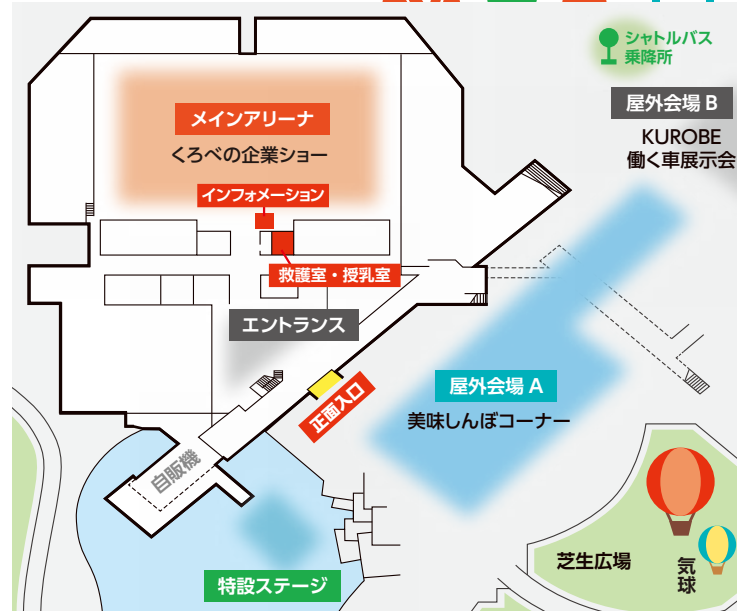 シャトルバス
乗降所
屋外会場 B
KUROBE
働く車展示会
メインアリーナ
くろべの企業ショー
インフォメーション
救護室・授乳室
エントランス
正面入口
屋外会場 A
美味しんぼコーナー
自販機
特設ステージ
芝生広場
気球